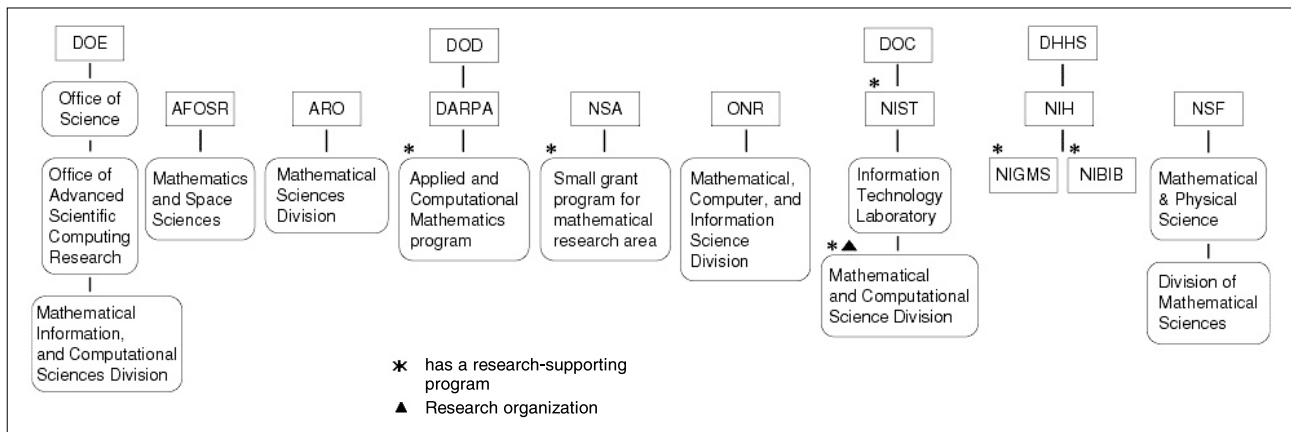 DOE
Office of
Science
Office of
Advanced
Scientific
Computing
Research
Mathematical
Information,
and Computational
Sciences Division
AFOSR
Mathematics
and Space
Sciences
ARO
Mathematical
Sciences
Division
DOD
DARPA
*
Applied and
Computational
Mathematics
program
NSA
*
Small grant
program for
mathematical
research area
ONR
Mathematical,
Computer, and
Information
Science
Division
DOC
*
NIST
Information
Technology
Laboratory
*▲
Mathematical
and Computational
Science Division
DHHS
NIH
*
NIGMS
*
NIBIB
NSF
Mathematical
& Physical
Science
Division of
Mathematical
Sciences
* has a research-supporting
program
▲ Research organization